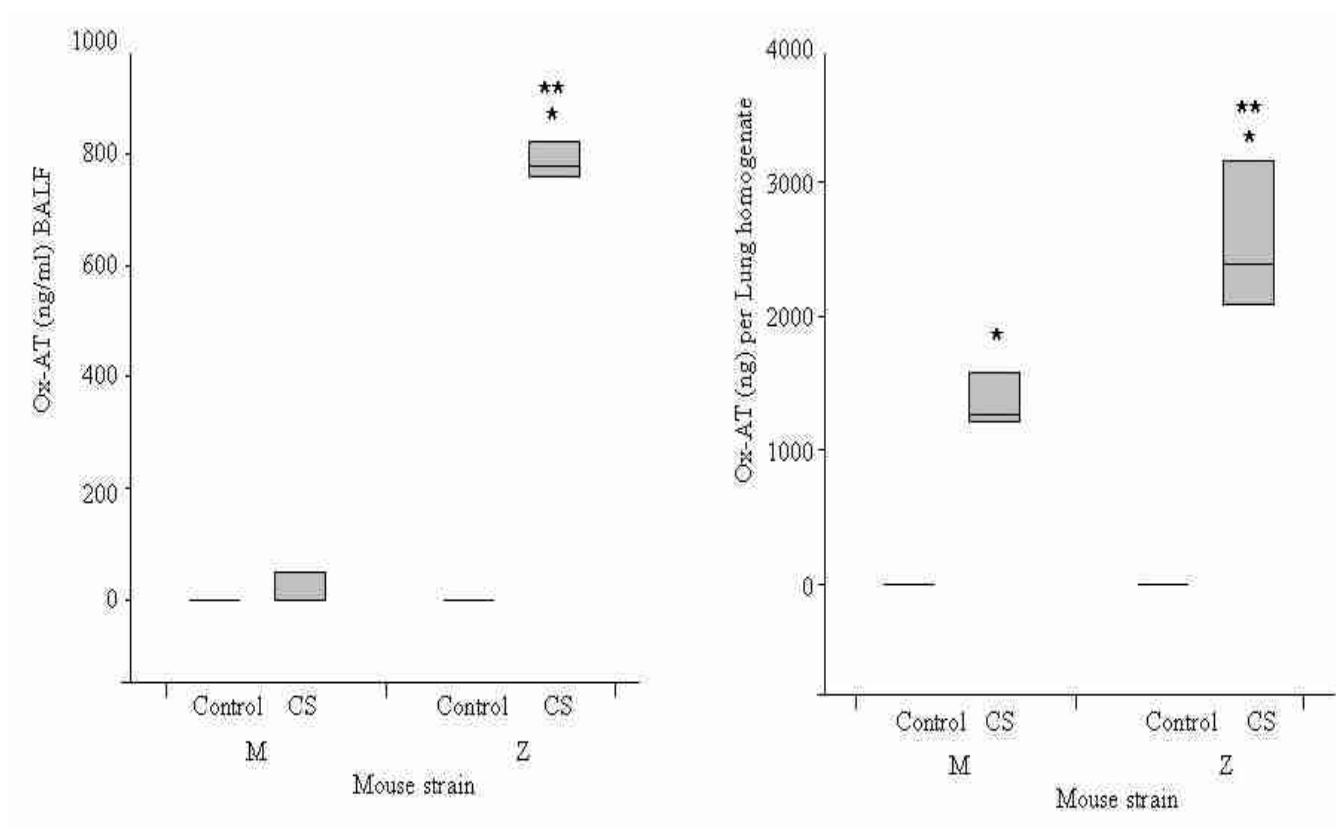 1000
800
600
400
200
0
Ox-AT (ng/ml) BALF
★★
★
Control CS Control CS
M Z
Mouse strain
4000
3000
2000
1000
0
Ox-AT (ng) per Lung homogenate
★
★★
★
Control CS Control CS
M Z
Mouse strain